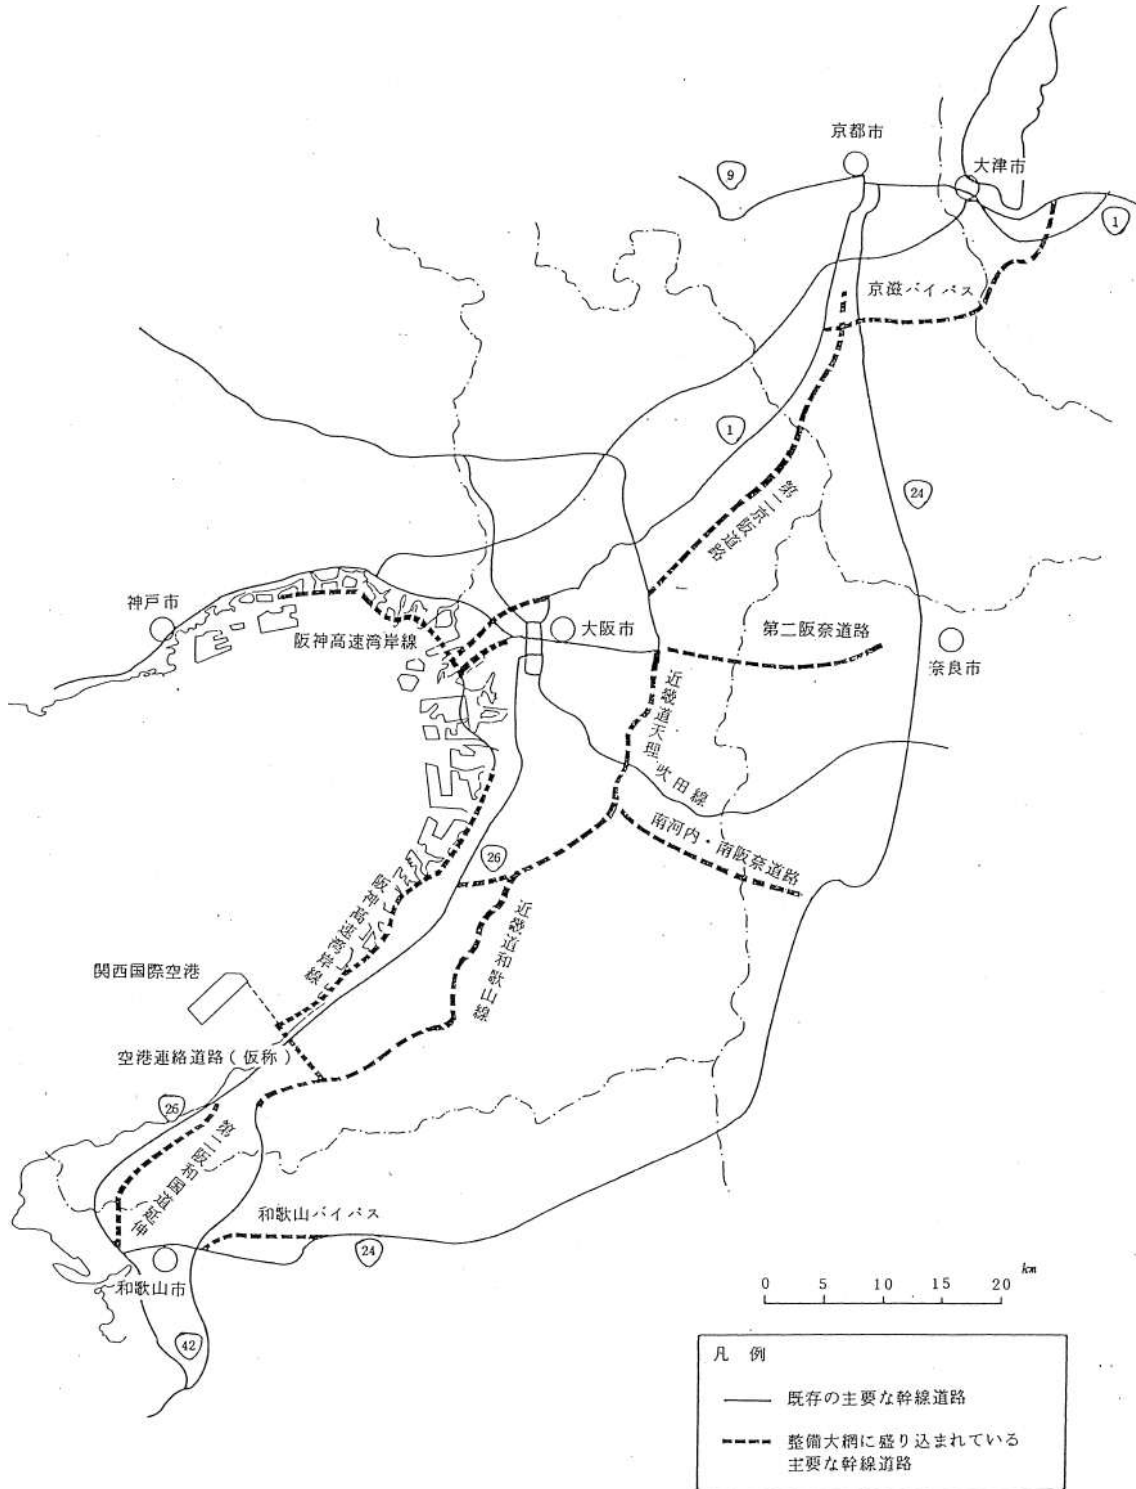 京都市
大津市
9
1
京滋バイパス
1
24
第二京阪道路
神戸市
大阪市
阪神高速湾岸線
第二阪奈道路
奈良市
近畿道天理
吹田線
南河内・南阪奈道路
26
阪神高速湾岸線
近畿道和歌山線
関西国際空港
空港連絡道路(仮称)
26
第二阪和国道延伸
和歌山バイパス
24
和歌山市
42
km
0 5 10 15 20
凡 例
既存の主要な幹線道路
整備大綱に盛り込まれている
主要な幹線道路